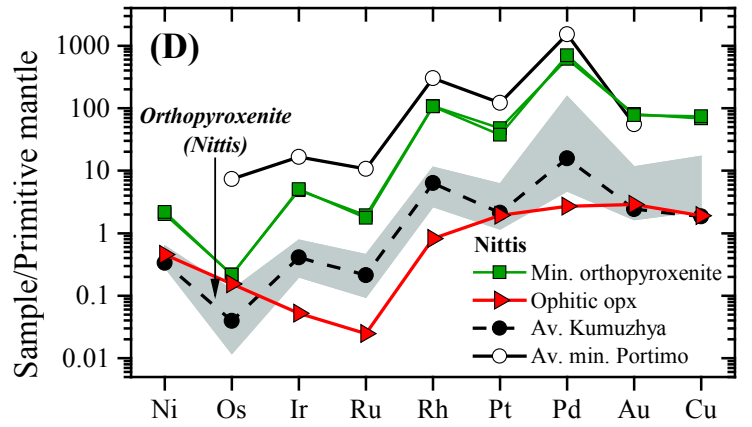 (D)
Sample/Primitive mantle
1000
100
10
1
0.1
0.01
Orthopyroxenite
(Nittis)
Nittis
Min. orthopyroxenite
Ophitic opx
Av. Kumuzhya
Av. min. Portimo
Ni Os Ir Ru Rh Pt Pd Au Cu